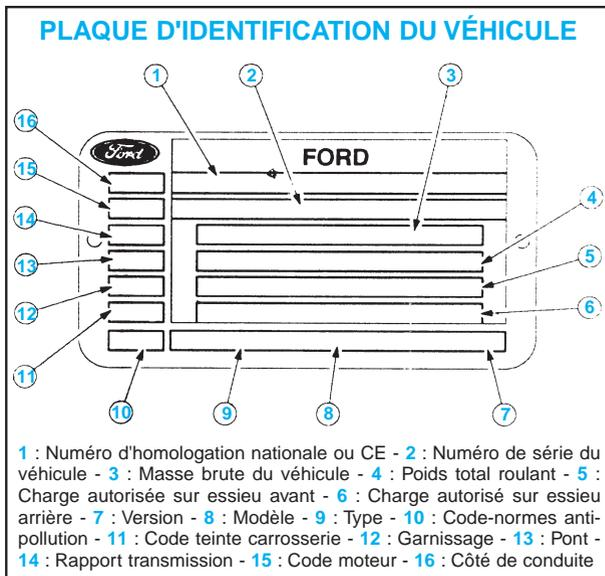 PLAQUE D'IDENTIFICATION DU VÉHICULE
1
2
3
16
Ford
FORD
15
4
14
5
13
6
12
11
10
9
8
7
1 : Numéro d'homologation nationale ou CE - 2 : Numéro de série du
véhicule - 3 : Masse brute du véhicule - 4 : Poids total roulant - 5 :
Charge autorisée sur essieu avant - 6 : Charge autorisé sur essieu
arrière - 7 : Version - 8 : Modèle - 9 : Type - 10 : Code-normes anti-
pollution - 11 : Code teinte carrosserie - 12 : Garnissage - 13 : Pont -
14 : Rapport transmission - 15 : Code moteur - 16 : Côté de conduite